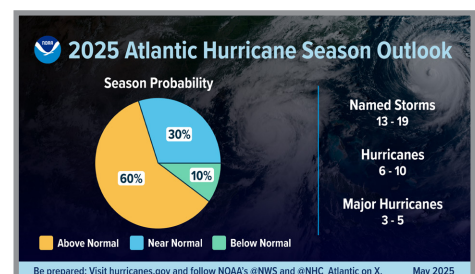 NOAA
2025 Atlantic Hurricane Season Outlook
Season Probability
30%
60%
10%
Above Normal
Near Normal
Below Normal
Named Storms
13 - 19
Hurricanes
6 - 10
Major Hurricanes
3 - 5
Be prepared: Visit hurricanes.gov and follow NOAA's @NWS and @NHC_Atlantic on X.
May 2025